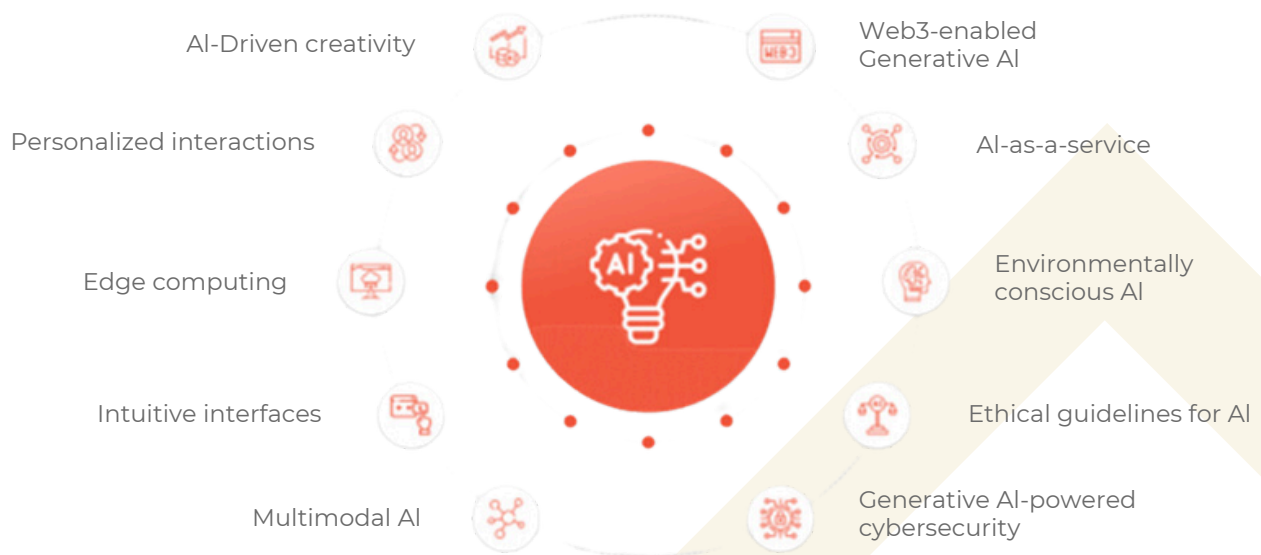 AI-Driven creativity
Web3-enabled
Generative AI
Personalized interactions
AI-as-a-service
Edge computing
AI
Environmentally
conscious AI
Intuitive interfaces
Ethical guidelines for AI
Multimodal AI
Generative AI-powered
cybersecurity